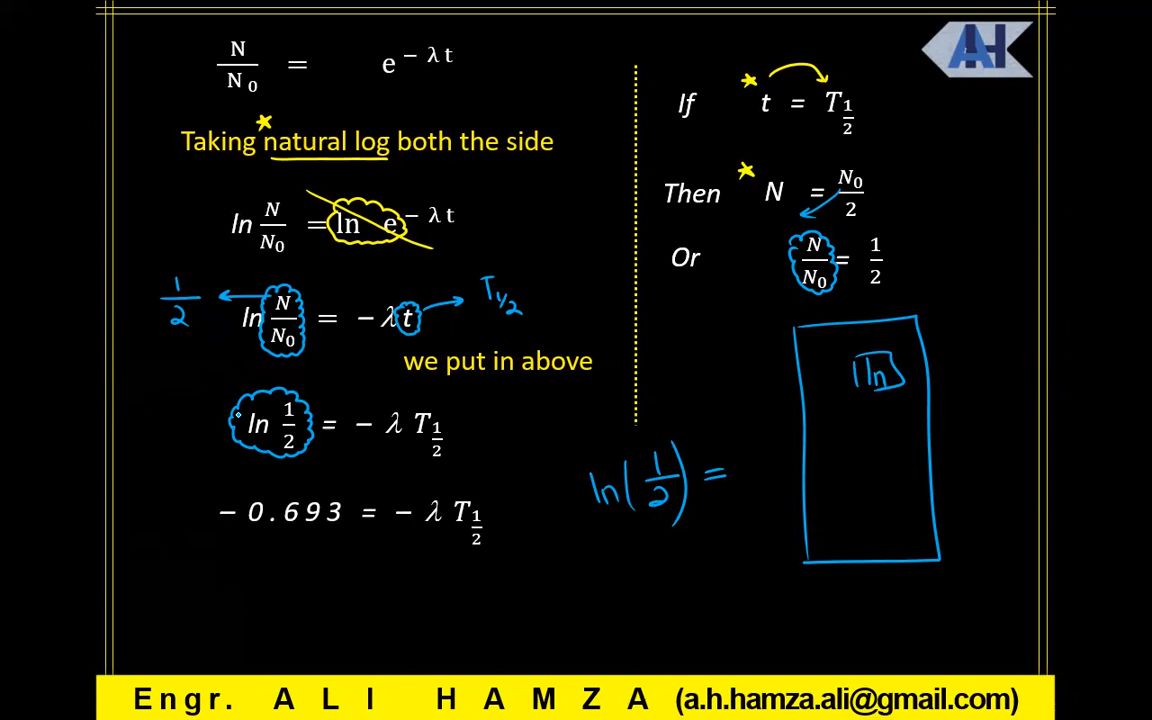 N/N₀ = e^(− λ t)
Taking natural log both the side
ln N/N₀ = ln e^(− λ t)
1/2 ln N/N₀ = − λt T1/2
we put in above
ln 1/2 = − λ T1/2
− 0.693 = − λ T1/2
AH
If t = T1/2
Then N = N₀/2
Or N/N₀ = 1/2
ln
ln(1/2) =
Engr. ALI HAMZA (a.h.hamza.ali@gmail.com)